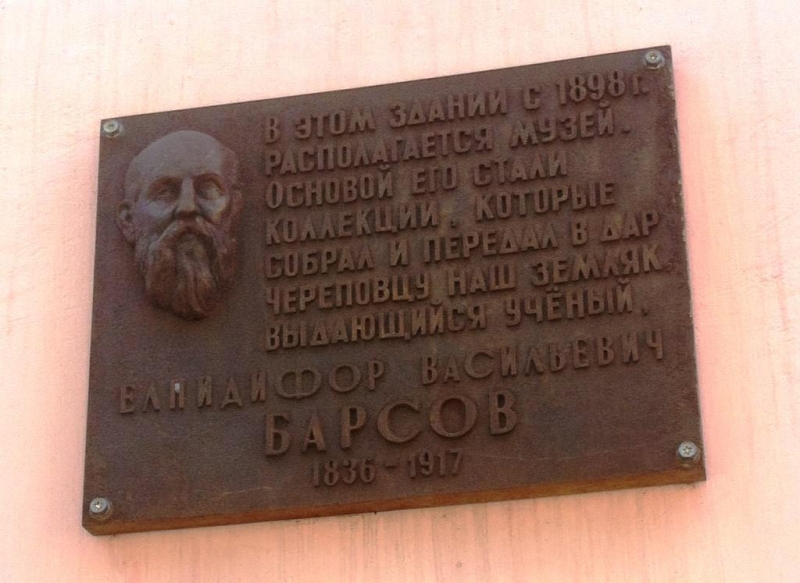 В ЭТОМ ЗДАНИИ С 1898 г.
РАСПОЛАГАЕТСЯ МУЗЕЙ.
ОСНОВОЙ ЕГО СТАЛИ
КОЛЛЕКЦИИ, КОТОРЫЕ
СОБРАЛ И ПЕРЕДАЛ В ДАР
ЧЕРЕПОВЦУ НАШ ЗЕМЛЯК
ВЫДАЮЩИЙСЯ УЧЁНЫЙ,
ЕЛПИДИФОР ВАСИЛЬЕВИЧ
БАРСОВ
1836-1917